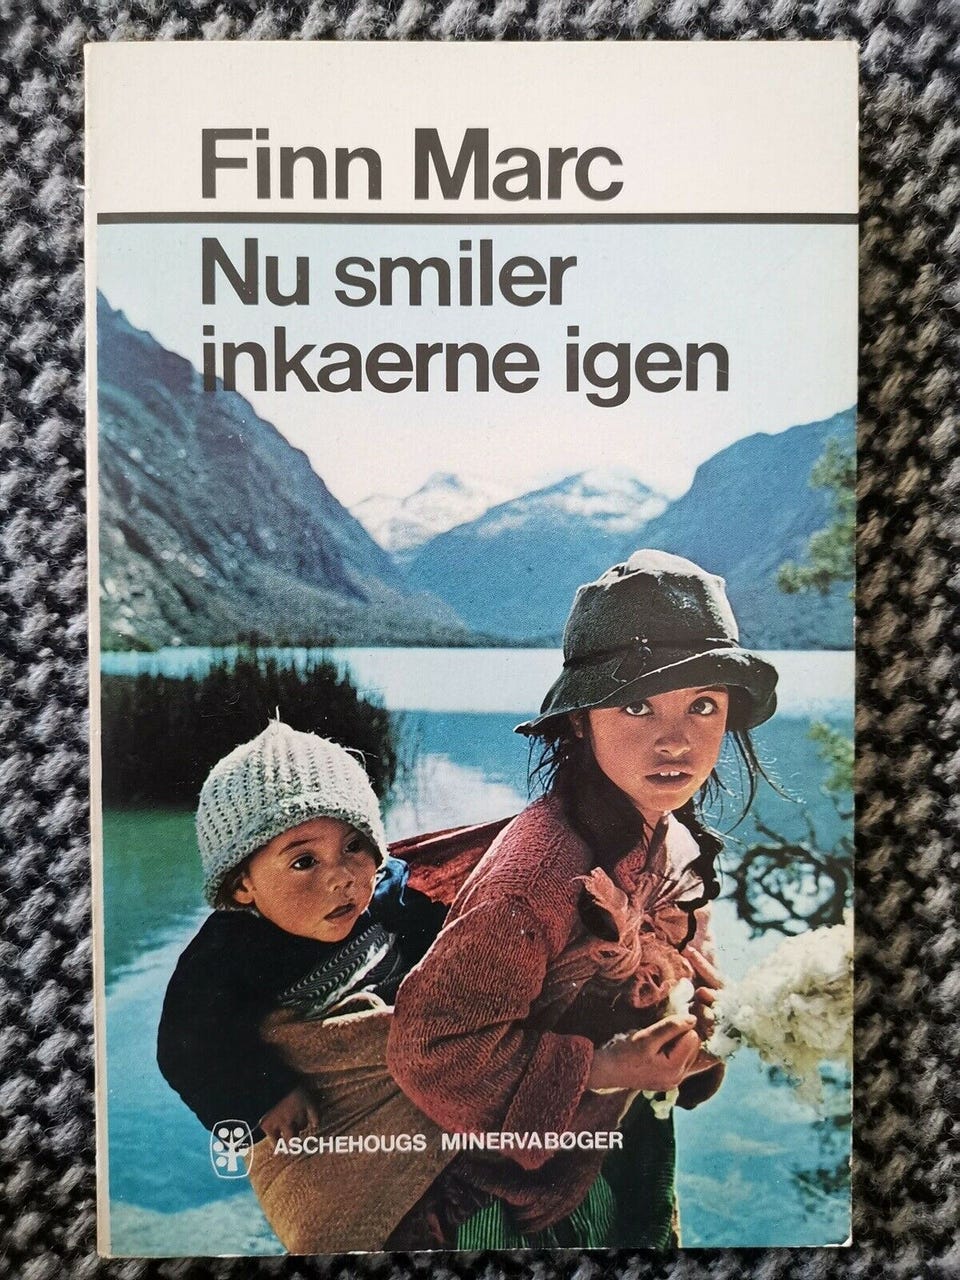 Finn Marc
Nu smiler
inkaerne igen
ASCHEHOUGS MINERVABØGER